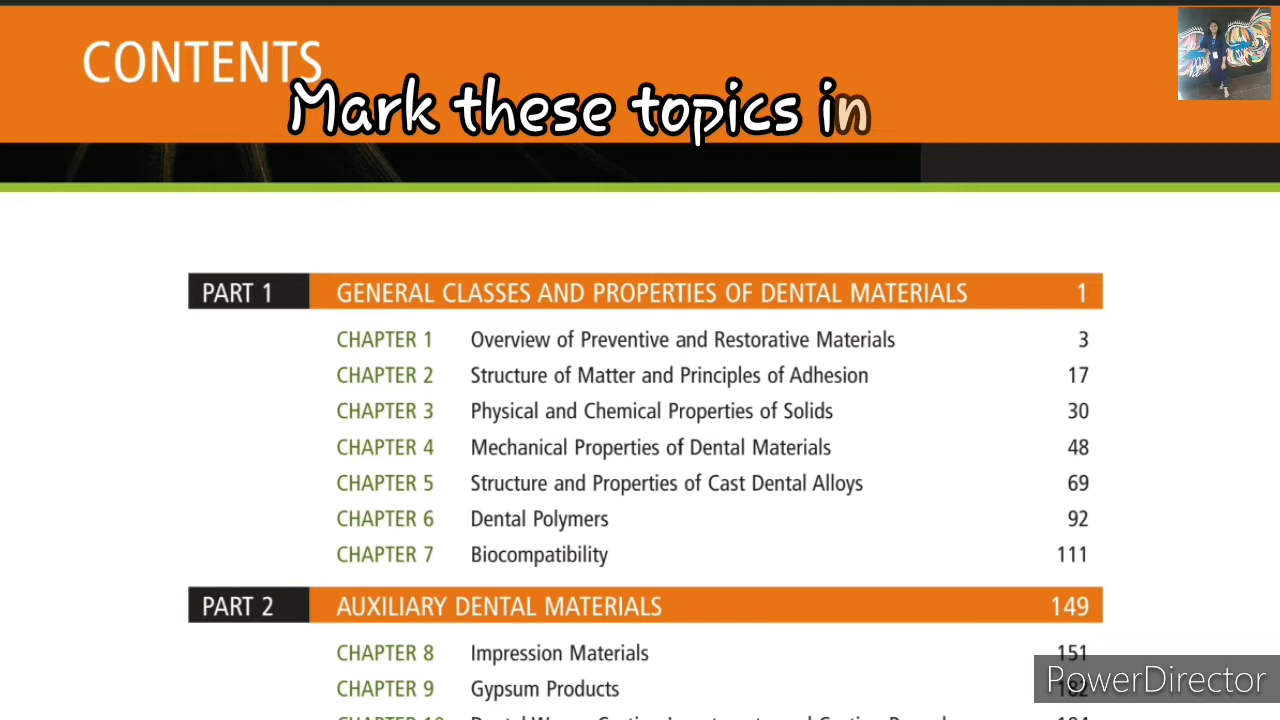 CONTENTS
Mark these topics in
PART 1 GENERAL CLASSES AND PROPERTIES OF DENTAL MATERIALS 1
CHAPTER 1 Overview of Preventive and Restorative Materials 3
CHAPTER 2 Structure of Matter and Principles of Adhesion 17
CHAPTER 3 Physical and Chemical Properties of Solids 30
CHAPTER 4 Mechanical Properties of Dental Materials 48
CHAPTER 5 Structure and Properties of Cast Dental Alloys 69
CHAPTER 6 Dental Polymers 92
CHAPTER 7 Biocompatibility 111
PART 2 AUXILIARY DENTAL MATERIALS 149
CHAPTER 8 Impression Materials 151
CHAPTER 9 Gypsum Products 182
PowerDirector